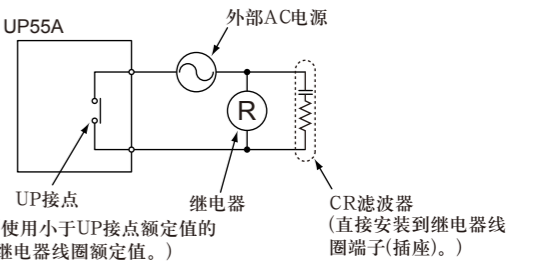 外部AC电源
UP55A
R
UP接点
使用小于UP接点额定值的
继电器线圈额定值。)
继电器
CR滤波器
(直接安装到继电器线
圈端子(插座)。)